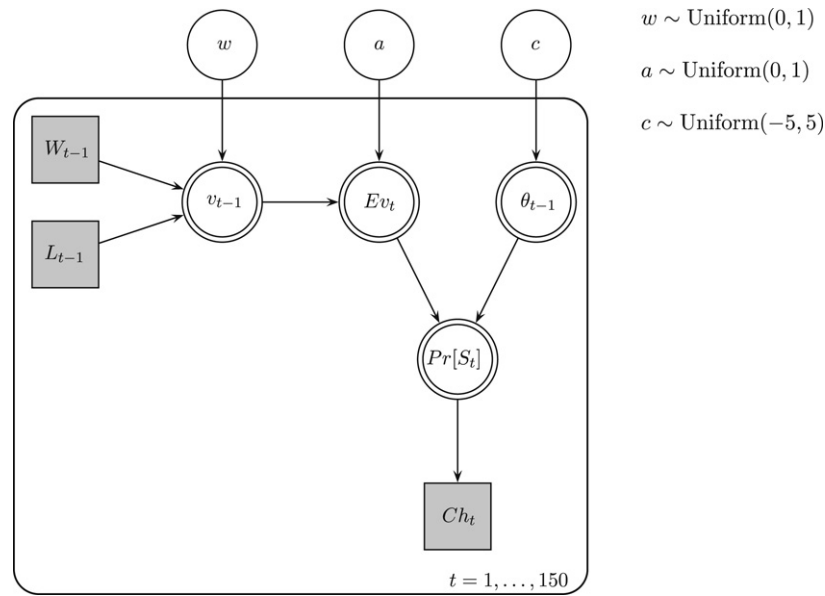 w a c w ∼ Uniform(0, 1)
a ∼ Uniform(0, 1)
c ∼ Uniform(−5, 5)
W_{t−1}
v_{t−1} Ev_t θ_{t−1}
L_{t−1}
Pr[S_t]
Ch_t
t = 1, . . . , 150